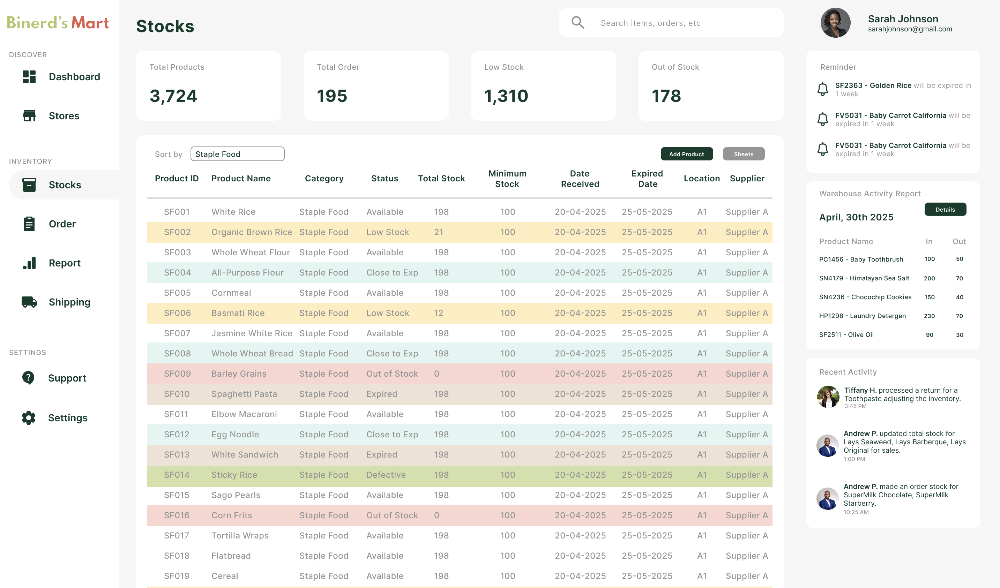 Binerd's Mart
DISCOVER
Dashboard
Stores
INVENTORY
Stocks
Order
Report
Shipping
SETTINGS
Support
Settings
Stocks
Search items, orders, etc
Sarah Johnson
sarahjohnson@gmail.com
Total Products
3,724
Total Order
195
Low Stock
1,310
Out of Stock
178
Sort by Staple Food Add Product Sheets
Product ID Product Name Category Status Total Stock Minimum Stock Date Received Expired Date Location Supplier
SF001 White Rice Staple Food Available 198 100 20-04-2025 25-05-2025 A1 Supplier A
SF002 Organic Brown Rice Staple Food Low Stock 21 100 20-04-2025 25-05-2025 A1 Supplier A
SF003 Whole Wheat Flour Staple Food Available 198 100 20-04-2025 25-05-2025 A1 Supplier A
SF004 All-Purpose Flour Staple Food Close to Exp 198 100 20-04-2025 25-05-2025 A1 Supplier A
SF005 Cornmeal Staple Food Available 198 100 20-04-2025 25-05-2025 A1 Supplier A
SF006 Basmati Rice Staple Food Low Stock 12 100 20-04-2025 25-05-2025 A1 Supplier A
SF007 Jasmine White Rice Staple Food Available 198 100 20-04-2025 25-05-2025 A1 Supplier A
SF008 Whole Wheat Bread Staple Food Close to Exp 198 100 20-04-2025 25-05-2025 A1 Supplier A
SF009 Barley Grains Staple Food Out of Stock 0 100 20-04-2025 25-05-2025 A1 Supplier A
SF010 Spaghetti Pasta Staple Food Expired 198 100 20-04-2025 25-05-2025 A1 Supplier A
SF011 Elbow Macaroni Staple Food Available 198 100 20-04-2025 25-05-2025 A1 Supplier A
SF012 Egg Noodle Staple Food Close to Exp 198 100 20-04-2025 25-05-2025 A1 Supplier A
SF013 White Sandwich Staple Food Expired 198 100 20-04-2025 25-05-2025 A1 Supplier A
SF014 Sticky Rice Staple Food Defective 198 100 20-04-2025 25-05-2025 A1 Supplier A
SF015 Sago Pearls Staple Food Available 198 100 20-04-2025 25-05-2025 A1 Supplier A
SF016 Corn Frits Staple Food Out of Stock 0 100 20-04-2025 25-05-2025 A1 Supplier A
SF017 Tortilla Wraps Staple Food Available 198 100 20-04-2025 25-05-2025 A1 Supplier A
SF018 Flatbread Staple Food Available 198 100 20-04-2025 25-05-2025 A1 Supplier A
SF019 Cereal Staple Food Available 198 100 20-04-2025 25-05-2025 A1 Supplier A
Reminder
SF2363 - Golden Rice will be expired in
1 week
FV5031 - Baby Carrot California will be
expired in 1 week
FV5031 - Baby Carrot California will be
expired in 1 week
Warehouse Activity Report
Details
April, 30th 2025
Product Name In Out
PC1456 - Baby Toothbrush 100 50
SN4179 - Himalayan Sea Salt 200 70
SN4236 - Chocochip Cookies 150 40
HP1298 - Laundry Detergen 230 70
SF2511 - Olive Oil 90 30
Recent Activity
Tiffany H. processed a return for a
Toothpaste adjusting the inventory.
3:45 PM
Andrew P. updated total stock for
Lays Seaweed, Lays Barberque, Lays
Original for sales.
1:00 PM
Andrew P. made an order stock for
SuperMilk Chocolate, SuperMlik
Starberry.
10:25 AM